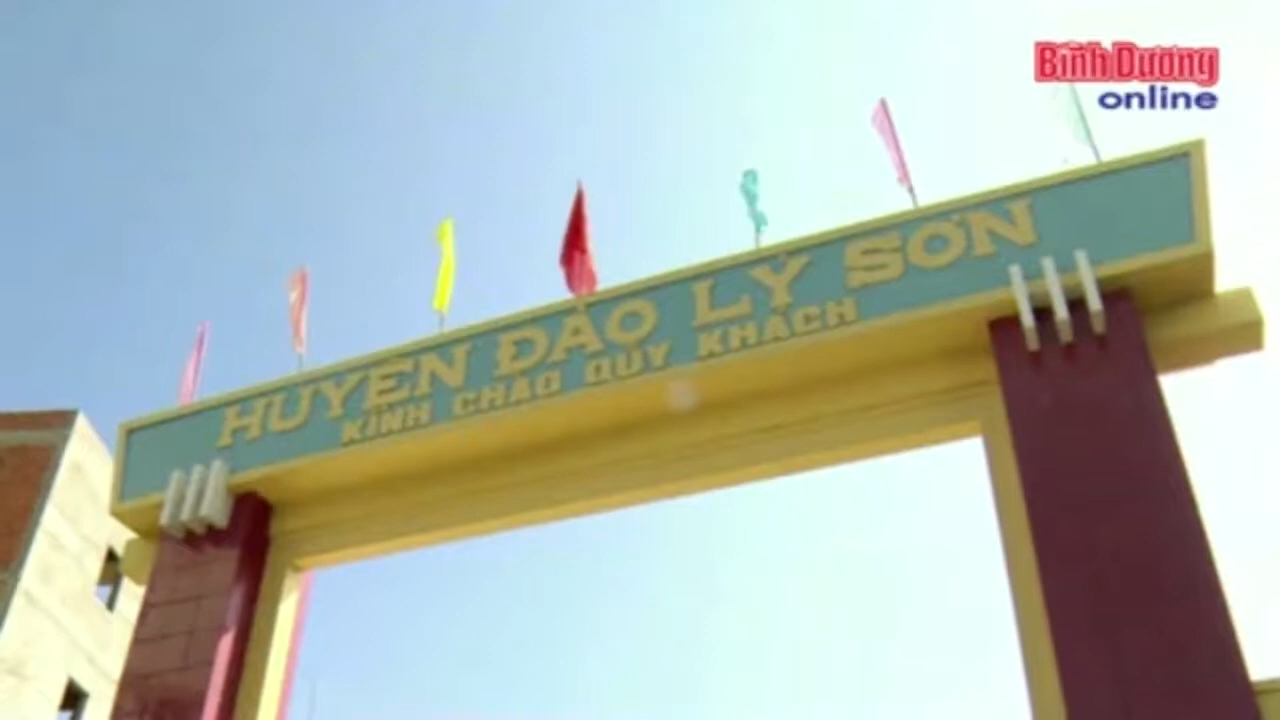 Bình Dương
online
HUYỆN ĐẢO LÝ SƠN
KÍNH CHÀO QUÝ KHÁCH